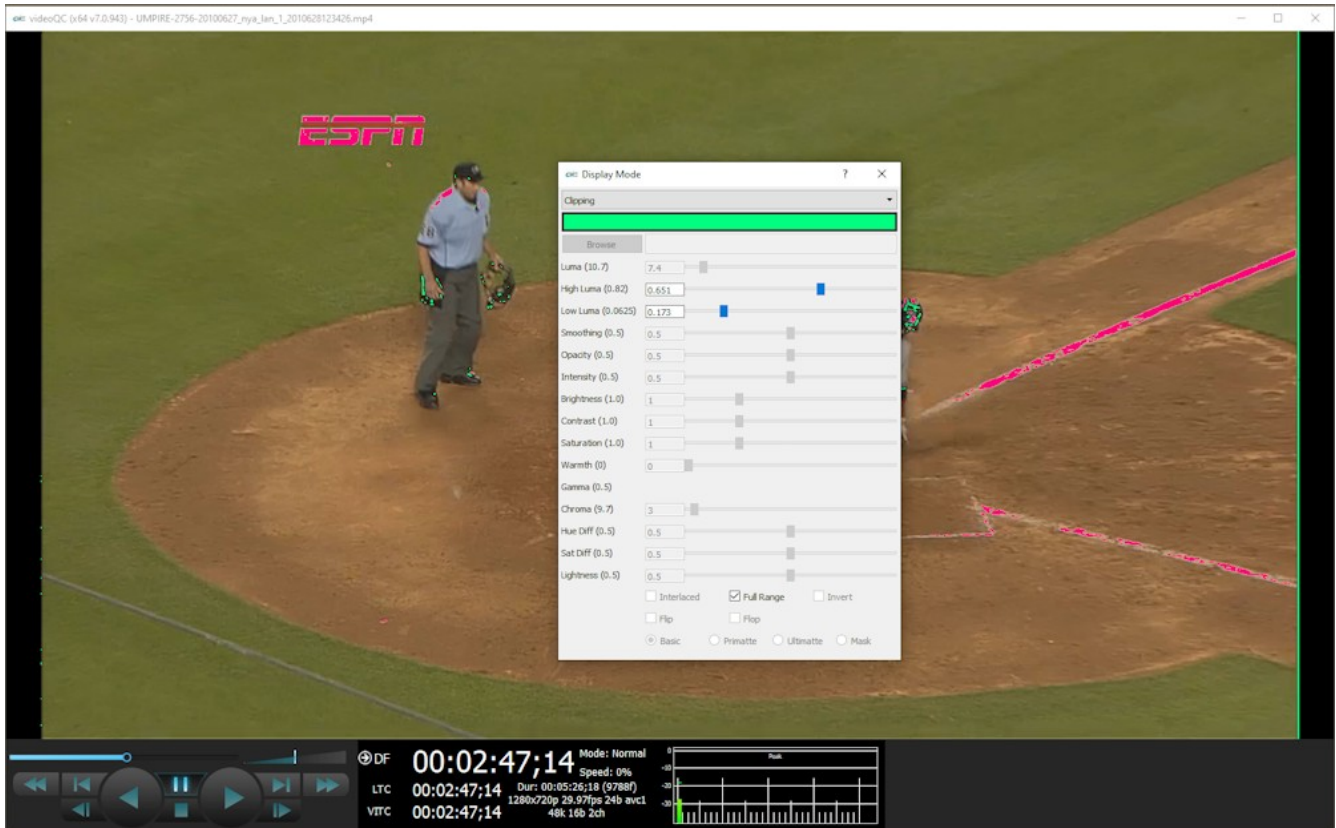 videoQC (x64 v7.0.943) - UMPIRE-2756-20100627_nya_lan_1_2010628123426.mp4
ESPN
Display Mode
?
Clipping
Browse
Luma (10.7) 7.4
High Luma (0.82) 0.651
Low Luma (0.0625) 0.173
Smoothing (0.5) 0.5
Opacity (0.5) 0.5
Intensity (0.5) 0.5
Brightness (1.0) 1
Contrast (1.0) 1
Saturation (1.0) 1
Warmth (0) 0
Gamma (0.5)
Chroma (9.7) 3
Hue Diff (0.5) 0.5
Sat Diff (0.5) 0.5
Lightness (0.5) 0.5
Interlaced Full Range Invert
Flip Flop
Basic Primatte Ultimatte Mask
DF 00:02:47;14 Mode: Normal
Speed: 0%
LTC 00:02:47;14 Dur: 00:05:26;18 (9788f)
1280x720p 29.97fps 24b avc1
VITC 00:02:47;14 48k 16b 2ch
Peak
0
-10
-20
-30